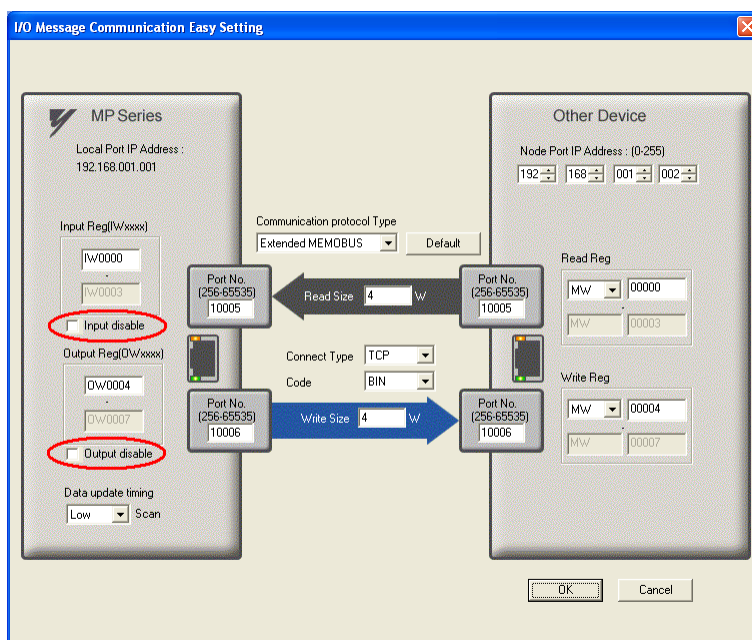 I/O Message Communication Easy Setting
MP Series
Local Port IP Address :
192.168.001.001
Input Reg(IWxxxx)
IW0000
IW0003
Input disable
Output Reg(OWxxxx)
OW0004
OW0007
Output disable
Data update timing
Low Scan
Communication protocol Type
Extended MEMOBUS Default
Port No.
(256-65535)
10005
Read Size 4 W
Port No.
(256-65535)
10005
Connect Type TCP
Code BIN
Port No.
(256-65535)
10006
Write Size 4 W
Port No.
(256-65535)
10006
Other Device
Node Port IP Address : (0-255)
192 168 001 002
Read Reg
MW 00000
MW 00003
Write Reg
MW 00004
MW 00007
OK Cancel